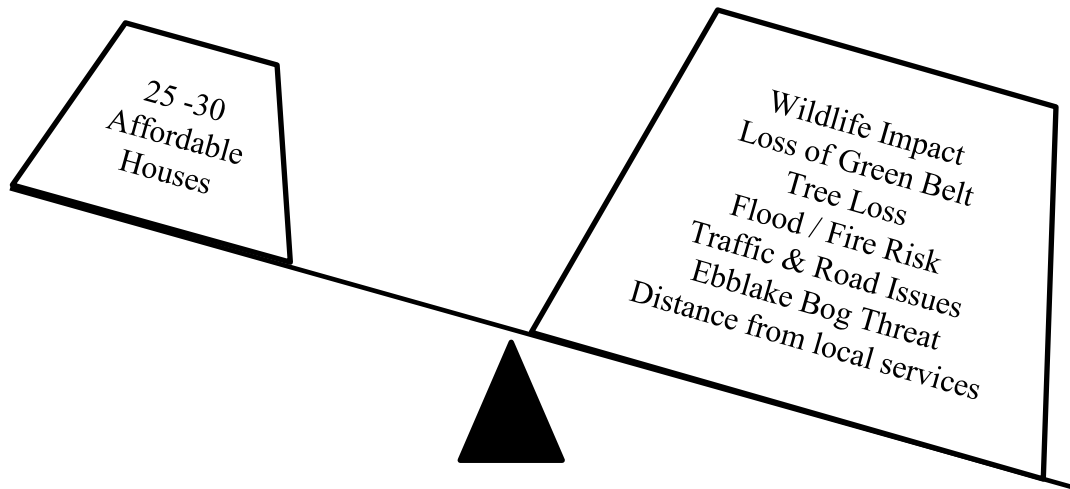 25 -30
Affordable
Houses
Wildlife Impact
Loss of Green Belt
Tree Loss
Flood / Fire Risk
Traffic & Road Issues
Ebblake Bog Threat
Distance from local services